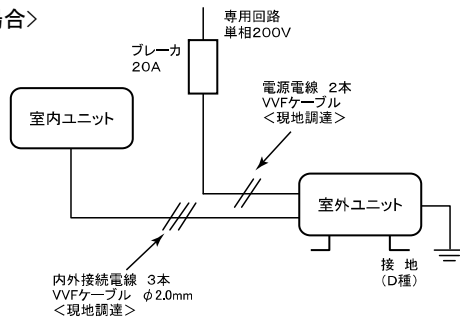 場合>
専用回路
単相200V
ブレーカ
20A
電源電線 2本
VVFケーブル
<現地調達>
室内ユニット
室外ユニット
接 地
(D種)
内外接続電線 3本
VVFケーブル φ2.0mm
<現地調達>